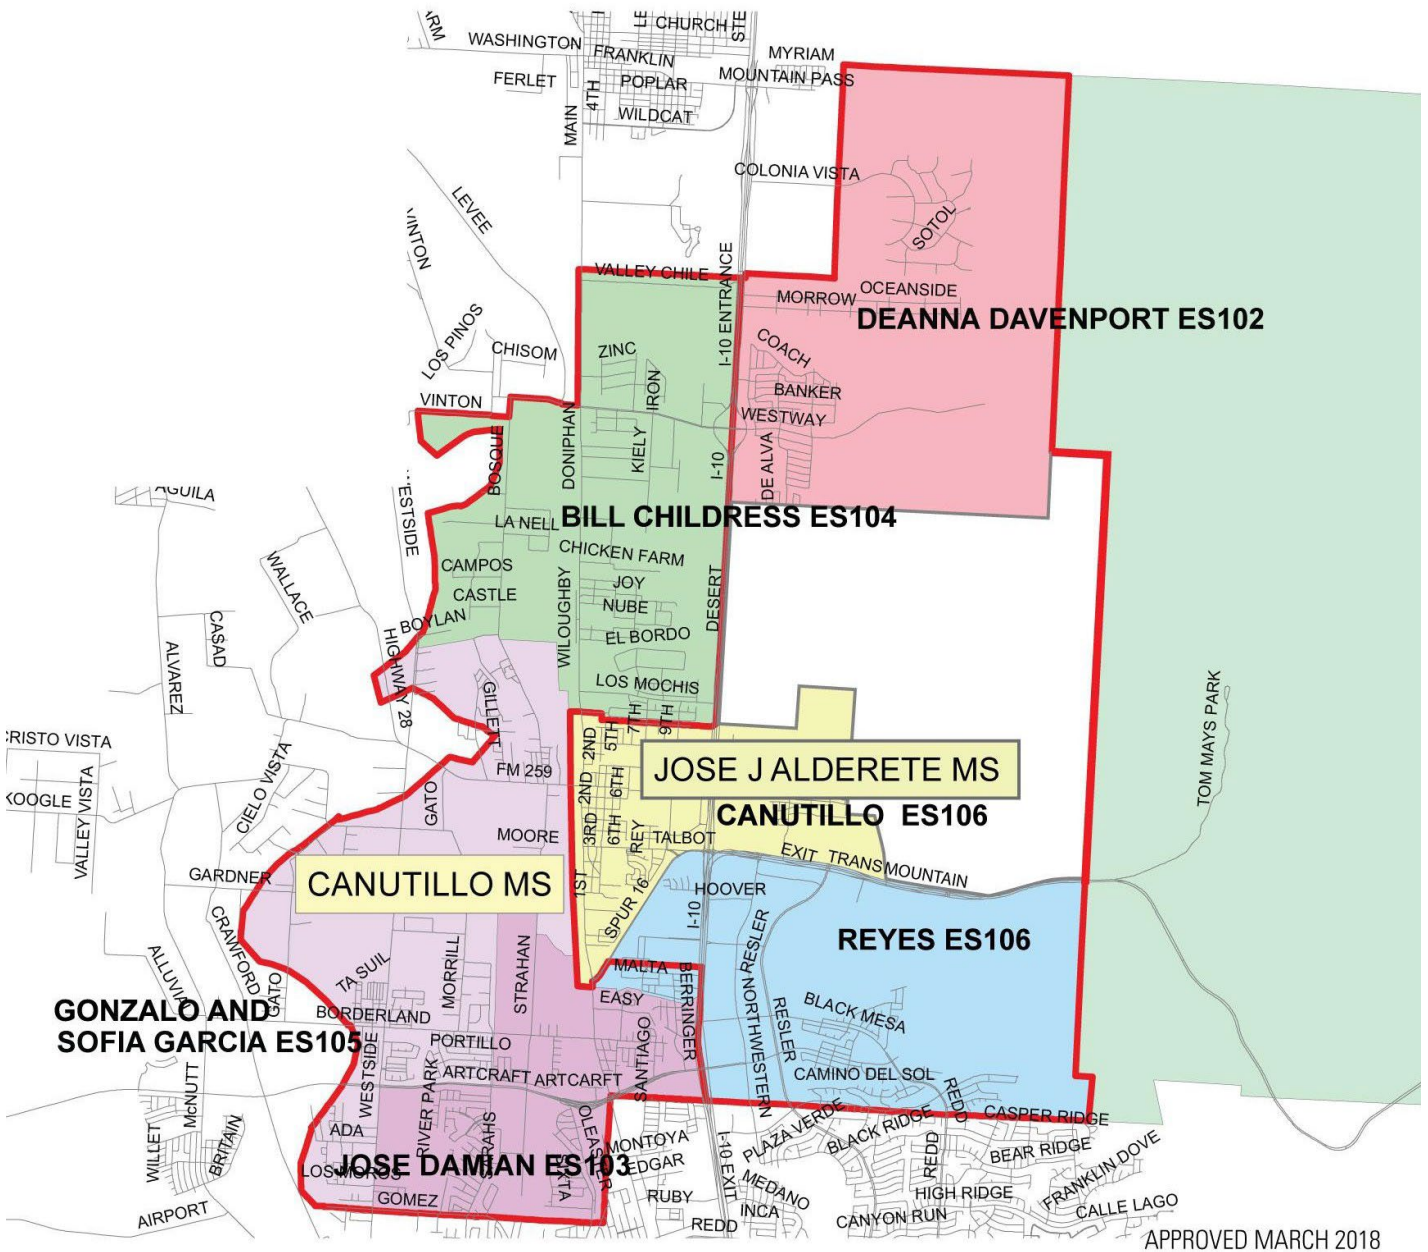 CHURCH
WASHINGTON
FRANKLIN
MYRIAM
FERLET
POPLAR
MOUNTAIN PASS
4TH
WILDCAT
MAIN
COLONIA VISTA
LEVEE
SOTOL
VINTON
VALLEY CHILE
I-10 ENTRANCE
OCEANSIDE
MORROW
DEANNA DAVENPORT ES102
LOS PINOS
CHISOM
ZINC
COACH
IRON
BANKER
VINTON
WESTWAY
DONIPHAN
KIELY
BOSQUE
I-10
DE ALVA
AGUILA
ESTSIDE
LA NELL
BILL CHILDRESS ES104
CHICKEN FARM
WALLACE
CAMPOS
JOY
CASTLE
NUBE
DESERT
BOYLAN
EL BORDO
WILOUGHBY
CASAD
HIGHWAY 28
ALVAREZ
GILLETT
LOS MOCHIS
7TH
9TH
5TH
2ND
TOM MAYS PARK
CRISTO VISTA
FM 259
JOSE J ALDERETE MS
CIELO VISTA
KOOGLE
VALLEY VISTA
GATO
2ND
6TH
CANUTILLO ES106
MOORE
3RD
6TH
REY
TALBOT
EXIT TRANSMOUNTAIN
GARDNER
CANUTILLO MS
1ST
HOOVER
SPUR 16
I-10
CRAWFORD
RESLER
REYES ES106
ALLUVIA
TA SUIL
MORRILL
STRAHAN
MALTA
BERRINGER
GATO
EASY
NORTHWESTERN
RESLER
BLACK MESA
GONZALO AND
SOFIA GARCIA ES105
BORDERLAND
PORTILLO
SANTIAGO
WESTSIDE
McNUTT
RIVER PARK
ARTCRAFT
ARTCARFT
CAMINO DEL SOL
REDD
CASPER RIDGE
PLAZA VERDE
BLACK RIDGE
WILLET
BRITAIN
ADA
OLEASTER
MONTOYA
I-10 EXIT
REDD
BEAR RIDGE
FRANKLIN DOVE
LOS MOROS
JOSE DAMIAN ES103
EDGAR
GOMEZ
RUBY
MEDANO
HIGH RIDGE
INCA
CALLE LAGO
AIRPORT
REDD
CANYON RUN
APPROVED MARCH 2018